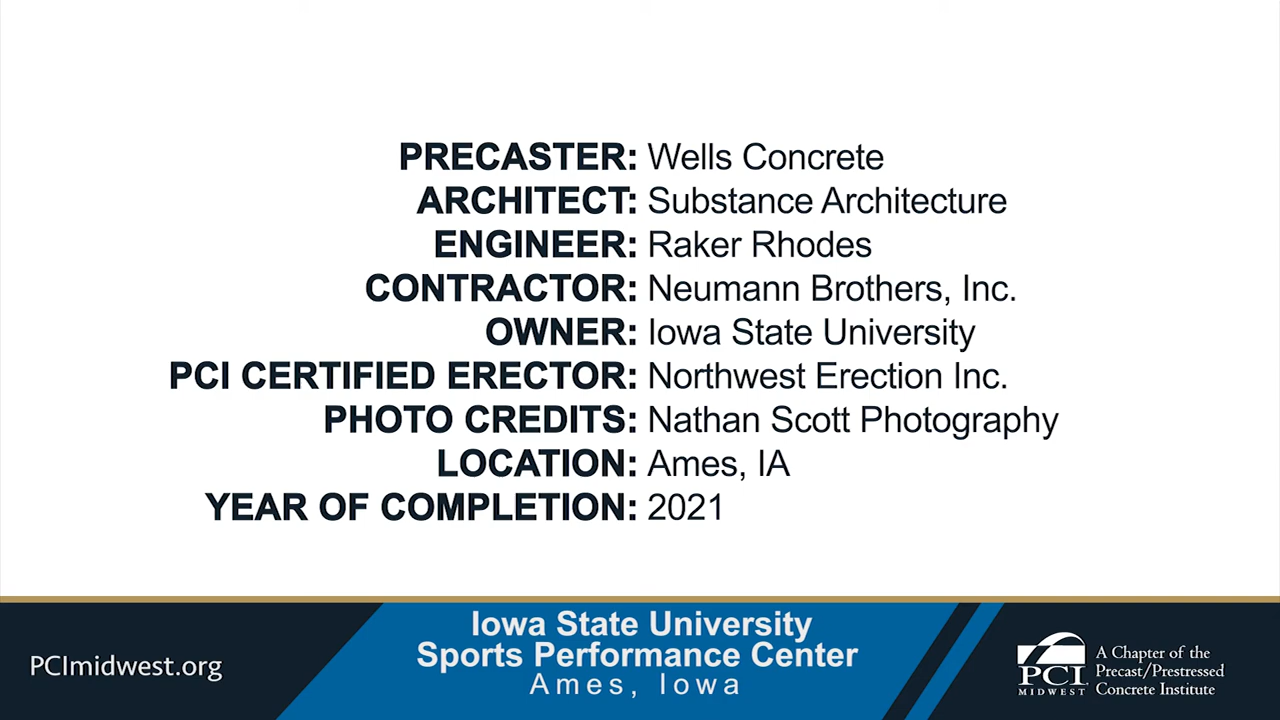 PRECASTER: Wells Concrete
ARCHITECT: Substance Architecture
ENGINEER: Raker Rhodes
CONTRACTOR: Neumann Brothers, Inc.
OWNER: Iowa State University
PCI CERTIFIED ERECTOR: Northwest Erection Inc.
PHOTO CREDITS: Nathan Scott Photography
LOCATION: Ames, IA
YEAR OF COMPLETION: 2021
PCImidwest.org
Iowa State University
Sports Performance Center
Ames, Iowa
PCI
MIDWEST
A Chapter of the
Precast/Prestressed
Concrete Institute